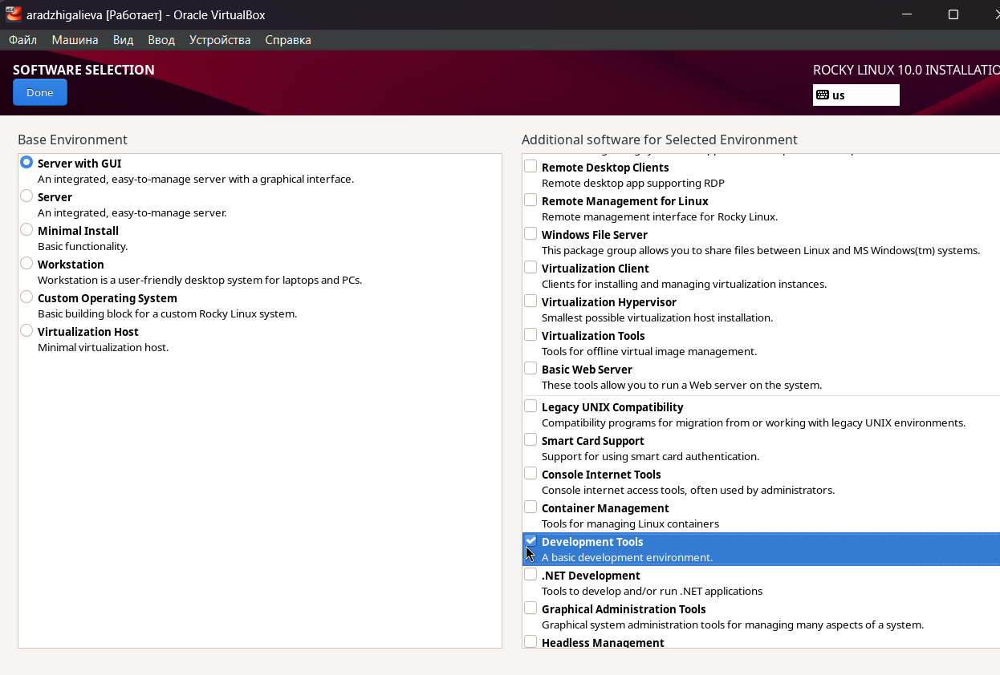 aradzhigalieva [Работает] - Oracle VirtualBox
Файл Машина Вид Ввод Устройства Справка
SOFTWARE SELECTION
Done
ROCKY LINUX 10.0 INSTALLATIO
us
Base Environment
Server with GUI
An integrated, easy-to-manage server with a graphical interface.
Server
An integrated, easy-to-manage server.
Minimal Install
Basic functionality.
Workstation
Workstation is a user-friendly desktop system for laptops and PCs.
Custom Operating System
Basic building block for a custom Rocky Linux system.
Virtualization Host
Minimal virtualization host.
Additional software for Selected Environment
Remote Desktop Clients
Remote desktop app supporting RDP
Remote Management for Linux
Remote management interface for Rocky Linux.
Windows File Server
This package group allows you to share files between Linux and MS Windows(tm) systems.
Virtualization Client
Clients for installing and managing virtualization instances.
Virtualization Hypervisor
Smallest possible virtualization host installation.
Virtualization Tools
Tools for offline virtual image management.
Basic Web Server
These tools allow you to run a Web server on the system.
Legacy UNIX Compatibility
Compatibility programs for migration from or working with legacy UNIX environments.
Smart Card Support
Support for using smart card authentication.
Console Internet Tools
Console internet access tools, often used by administrators.
Container Management
Tools for managing Linux containers
Development Tools
A basic development environment.
.NET Development
Tools to develop and/or run .NET applications
Graphical Administration Tools
Graphical system administration tools for managing many aspects of a system.
Headless Management